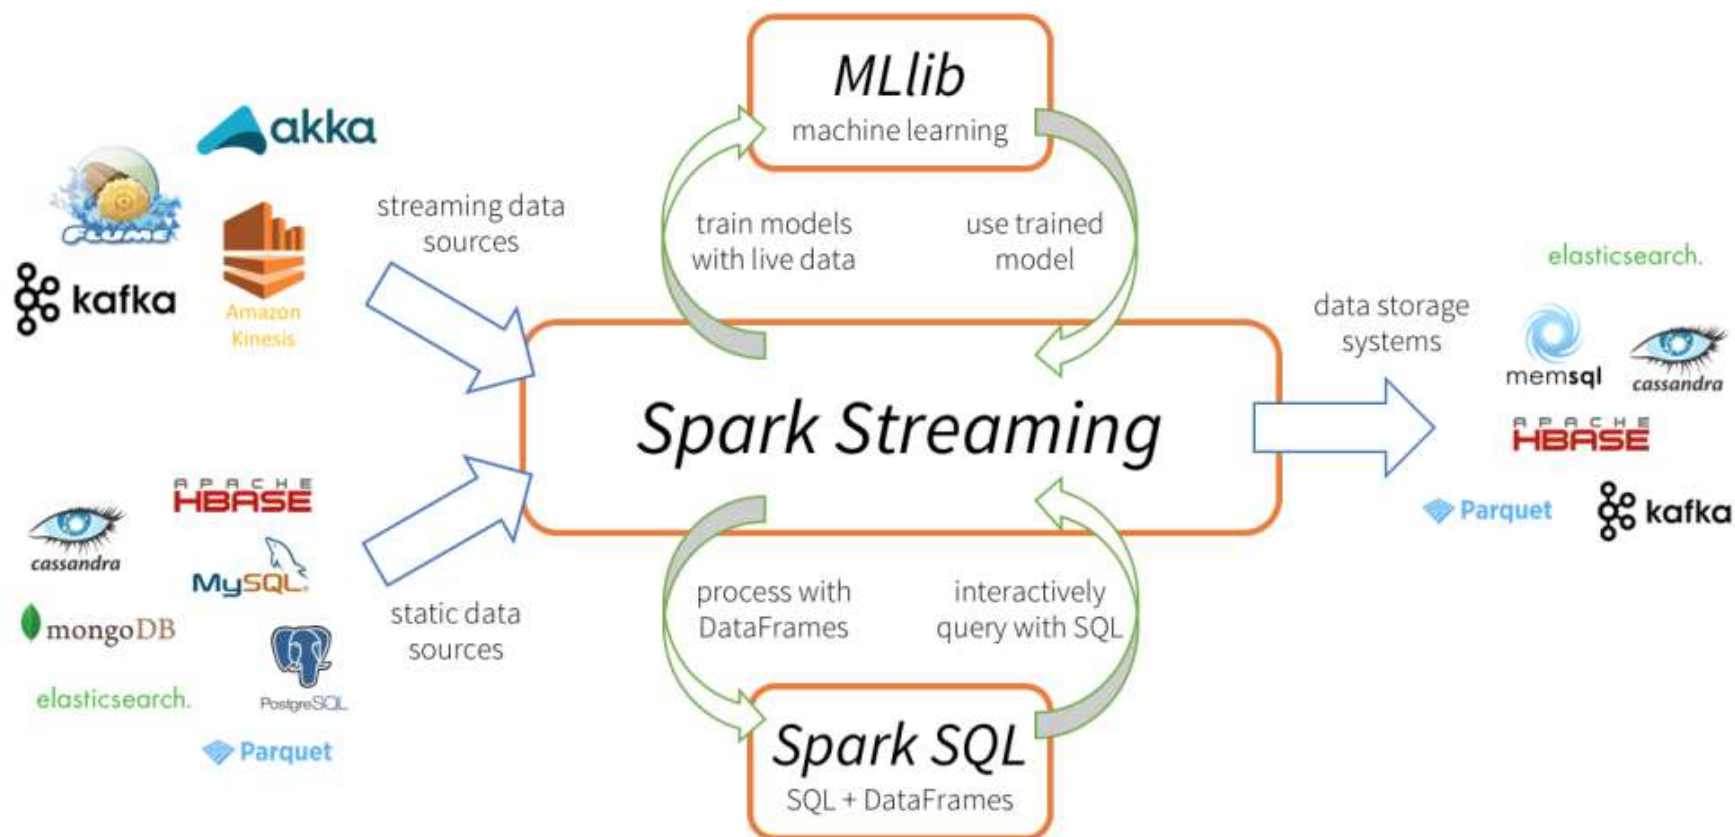 MLlib
machine learning
akka
FLUME
kafka
Amazon
Kinesis
streaming data
sources
train models
with live data
use trained
model
Spark Streaming
data storage
systems
elasticsearch.
memsql
cassandra
APACHE
HBASE
Parquet
kafka
APACHE
HBASE
cassandra
MySQL®
mongoDB
PostgreSQL
elasticsearch.
Parquet
static data
sources
process with
DataFrames
interactively
query with SQL
Spark SQL
SQL + DataFrames